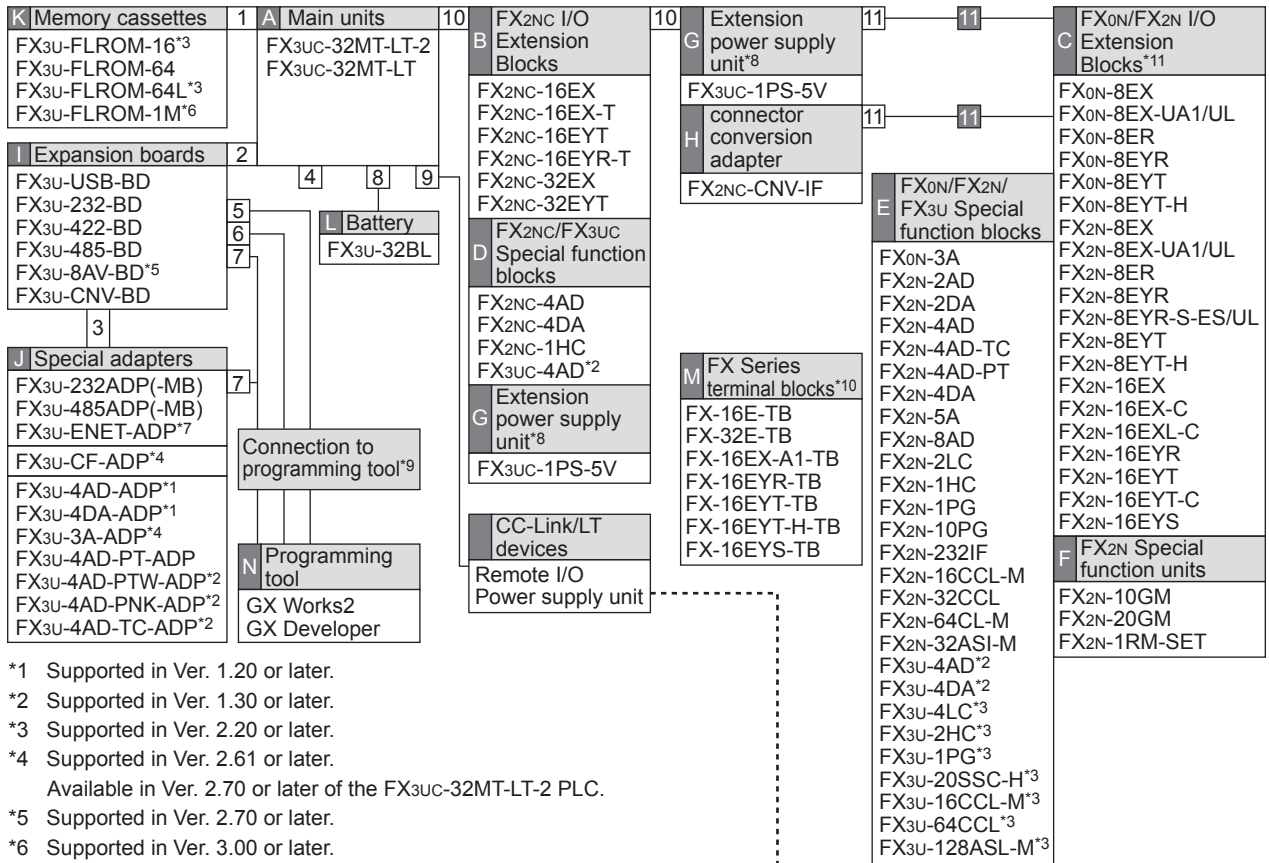 K Memory cassettes
FX3U-FLROM-16*3
FX3U-FLROM-64
FX3U-FLROM-64L*3
FX3U-FLROM-1M*6
1
A Main units
FX3UC-32MT-LT-2
FX3UC-32MT-LT
10
B FX2NC I/O
Extension
Blocks
FX2NC-16EX
FX2NC-16EX-T
FX2NC-16EYT
FX2NC-16EYR-T
FX2NC-32EX
FX2NC-32EYT
D FX2NC/FX3UC
Special function
blocks
FX2NC-4AD
FX2NC-4DA
FX2NC-1HC
FX3UC-4AD*2
G Extension
power supply
unit*8
FX3UC-1PS-5V
10
G Extension
power supply
unit*8
FX3UC-1PS-5V
H connector
conversion
adapter
FX2NC-CNV-IF
11
11
11
11
C FX0N/FX2N I/O
Extension
Blocks*11
FX0N-8EX
FX0N-8EX-UA1/UL
FX0N-8ER
FX0N-8EYR
FX0N-8EYT
FX0N-8EYT-H
FX2N-8EX
FX2N-8EX-UA1/UL
FX2N-8ER
FX2N-8EYR
FX2N-8EYR-S-ES/UL
FX2N-8EYT
FX2N-8EYT-H
FX2N-16EX
FX2N-16EX-C
FX2N-16EXL-C
FX2N-16EYR
FX2N-16EYT
FX2N-16EYT-C
FX2N-16EYS
F FX2N Special
function units
FX2N-10GM
FX2N-20GM
FX2N-1RM-SET
E FX0N/FX2N/
FX3U Special
function blocks
FX0N-3A
FX2N-2AD
FX2N-2DA
FX2N-4AD
FX2N-4AD-TC
FX2N-4AD-PT
FX2N-4DA
FX2N-5A
FX2N-8AD
FX2N-2LC
FX2N-1HC
FX2N-1PG
FX2N-10PG
FX2N-232IF
FX2N-16CCL-M
FX2N-32CCL
FX2N-64CL-M
FX2N-32ASI-M
FX3U-4AD*2
FX3U-4DA*2
FX3U-4LC*3
FX3U-2HC*3
FX3U-1PG*3
FX3U-20SSC-H*3
FX3U-16CCL-M*3
FX3U-64CCL*3
FX3U-128ASL-M*3
I Expansion boards
FX3U-USB-BD
FX3U-232-BD
FX3U-422-BD
FX3U-485-BD
FX3U-8AV-BD*5
FX3U-CNV-BD
2
4
8
9
5
6
7
L Battery
FX3U-32BL
3
J Special adapters
FX3U-232ADP(-MB)
FX3U-485ADP(-MB)
FX3U-ENET-ADP*7
FX3U-CF-ADP*4
FX3U-4AD-ADP*1
FX3U-4DA-ADP*1
FX3U-3A-ADP*4
FX3U-4AD-PT-ADP
FX3U-4AD-PTW-ADP*2
FX3U-4AD-PNK-ADP*2
FX3U-4AD-TC-ADP*2
7
Connection to
programming tool*9
N Programming
tool
GX Works2
GX Developer
CC-Link/LT
devices
Remote I/O
Power supply unit
M FX Series
terminal blocks*10
FX-16E-TB
FX-32E-TB
FX-16EX-A1-TB
FX-16EYR-TB
FX-16EYT-TB
FX-16EYT-H-TB
FX-16EYS-TB
*1 Supported in Ver. 1.20 or later.
*2 Supported in Ver. 1.30 or later.
*3 Supported in Ver. 2.20 or later.
*4 Supported in Ver. 2.61 or later.
Available in Ver. 2.70 or later of the FX3UC-32MT-LT-2 PLC.
*5 Supported in Ver. 2.70 or later.
*6 Supported in Ver. 3.00 or later.